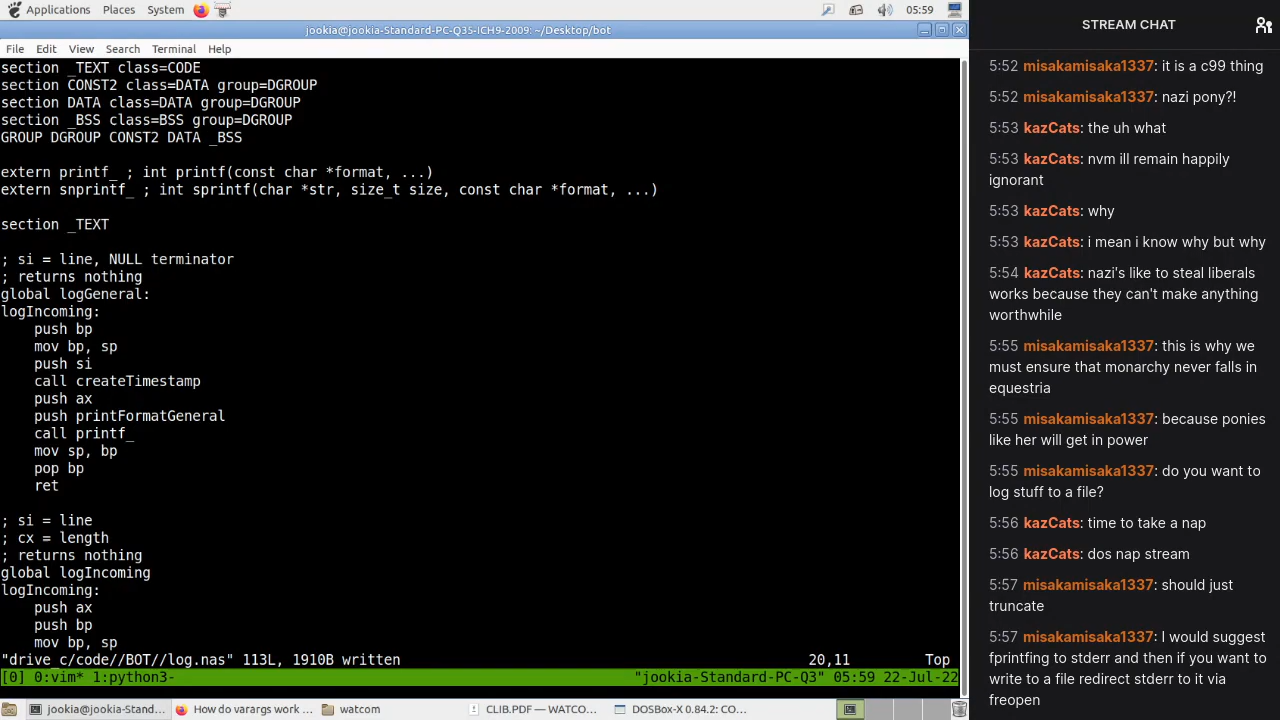 Applications Places System 05:59
jookia@jookia-Standard-PC-Q35-ICH9-2009: ~/Desktop/bot
File Edit View Search Terminal Help
section _TEXT class=CODE
section CONST2 class=DATA group=DGROUP
section DATA class=DATA group=DGROUP
section _BSS class=BSS group=DGROUP
GROUP DGROUP CONST2 DATA _BSS
extern printf_ ; int printf(const char *format, ...)
extern snprintf_ ; int sprintf(char *str, size_t size, const char *format, ...)
section _TEXT
; si = line, NULL terminator
; returns nothing
global logGeneral:
logIncoming:
push bp
mov bp, sp
push si
call createTimestamp
push ax
push printFormatGeneral
call printf_
mov sp, bp
pop bp
ret
; si = line
; cx = length
; returns nothing
global logIncoming
logIncoming:
push ax
push bp
mov bp, sp
"drive_c/code//BOT//log.nas" 113L, 1910B written 20,11 Top
[0] 0:vim* 1:python3- "jookia-Standard-PC-Q3" 05:59 22-Jul-22
jookia@jookia-Stand... How do varargs work ... watcom CLIB.PDF — WATCO... DOSBox-X 0.84.2: CO...
STREAM CHAT
5:52 misakamisaka1337: it is a c99 thing
5:52 misakamisaka1337: nazi pony?!
5:53 kazCats: the uh what
5:53 kazCats: nvm ill remain happily
ignorant
5:53 kazCats: why
5:53 kazCats: i mean i know why but why
5:54 kazCats: nazi's like to steal liberals
works because they can't make anything
worthwhile
5:55 misakamisaka1337: this is why we
must ensure that monarchy never falls in
equestria
5:55 misakamisaka1337: because ponies
like her will get in power
5:55 misakamisaka1337: do you want to
log stuff to a file?
5:56 kazCats: time to take a nap
5:56 kazCats: dos nap stream
5:57 misakamisaka1337: should just
truncate
5:57 misakamisaka1337: I would suggest
fprintfing to stderr and then if you want to
write to a file redirect stderr to it via
freopen